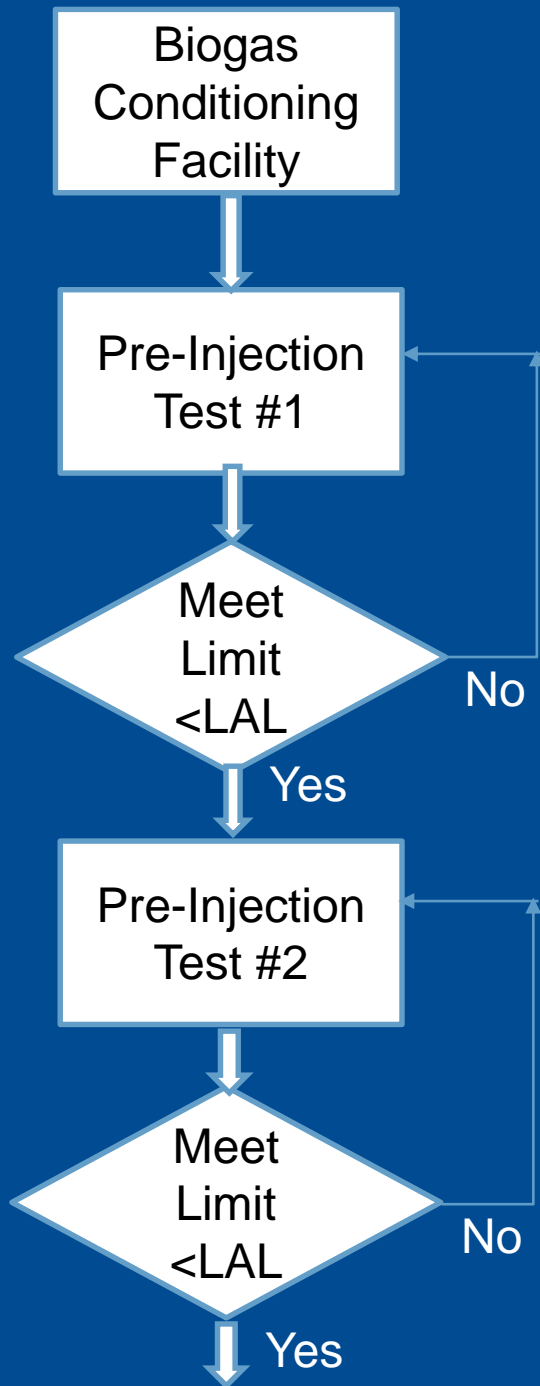 Biogas
Conditioning
Facility
Pre-Injection
Test #1
Meet
Limit
<LAL
No
Yes
Pre-Injection
Test #2
Meet
Limit
<LAL
No
Yes